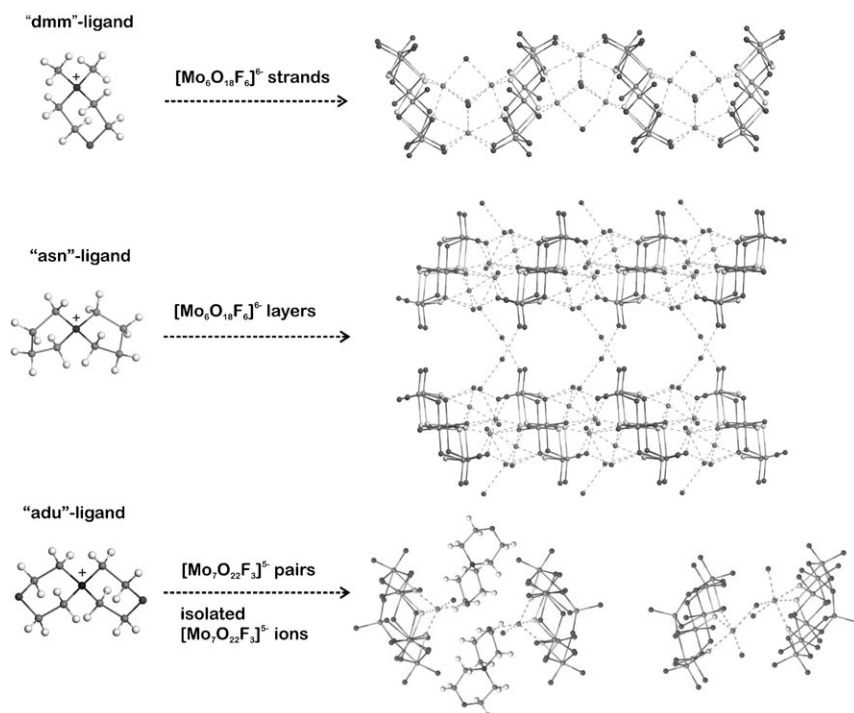 "dmm"-ligand
+
[Mo₆O₁₈F₆]⁶⁻ strands
"asn"-ligand
+
[Mo₆O₁₈F₆]⁶⁻ layers
"adu"-ligand
+
[Mo₇O₂₂F₃]⁵⁻ pairs
isolated
[Mo₇O₂₂F₃]⁵⁻ ions